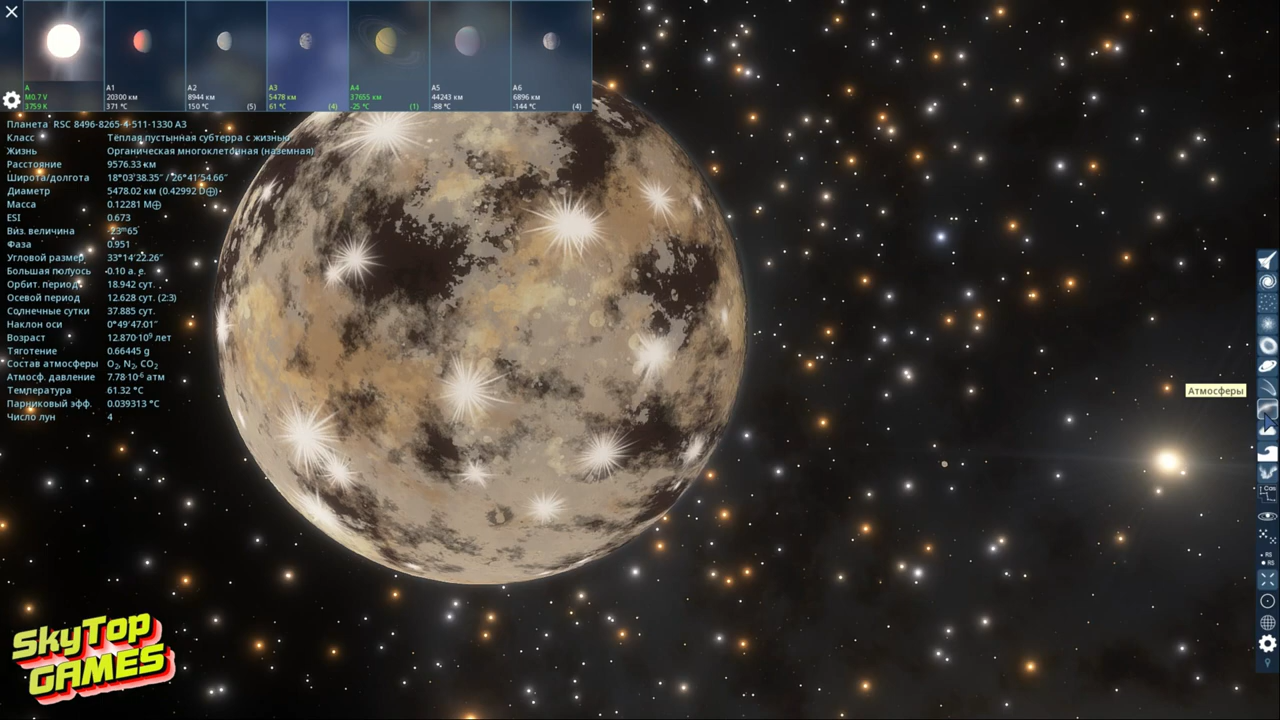 A
M0.7 V
3759 K
A1
20300 км
371 °C
A2
8944 км
150 °C (5)
A3
5478 км
61 °C (4)
A4
37655 км
-25 °C (1)
A5
44243 км
-88 °C
A6
6896 км
-144 °C (4)
Планета RSC 8496-8265-4-511-1330 A3
Класс Тёплая пустынная субтерра с жизнью
Жизнь Органическая многоклеточная (наземная)
Расстояние 9576.33 км
Широта/долгота 18°03′38.35″ / 26°41′54.66″
Диаметр 5478.02 км (0.42992 D⊕)
Масса 0.12281 M⊕
ESI 0.673
Виз. величина -23ᵐ65
Фаза 0.951
Угловой размер 33°14′22.26″
Большая полуось 0.10 а. е.
Орбит. период 18.942 сут.
Осевой период 12.628 сут. (2:3)
Солнечные сутки 37.885 сут.
Наклон оси 0°49′47.01″
Возраст 12.870·10⁹ лет
Тяготение 0.66445 g
Состав атмосферы O₂, N₂, CO₂
Атмосф. давление 7.78·10⁻⁶ атм
Температура 61.32 °C
Парниковый эфф. 0.039313 °C
Число лун 4
Атмосферы
RS
RS
SkyTop
GAMES